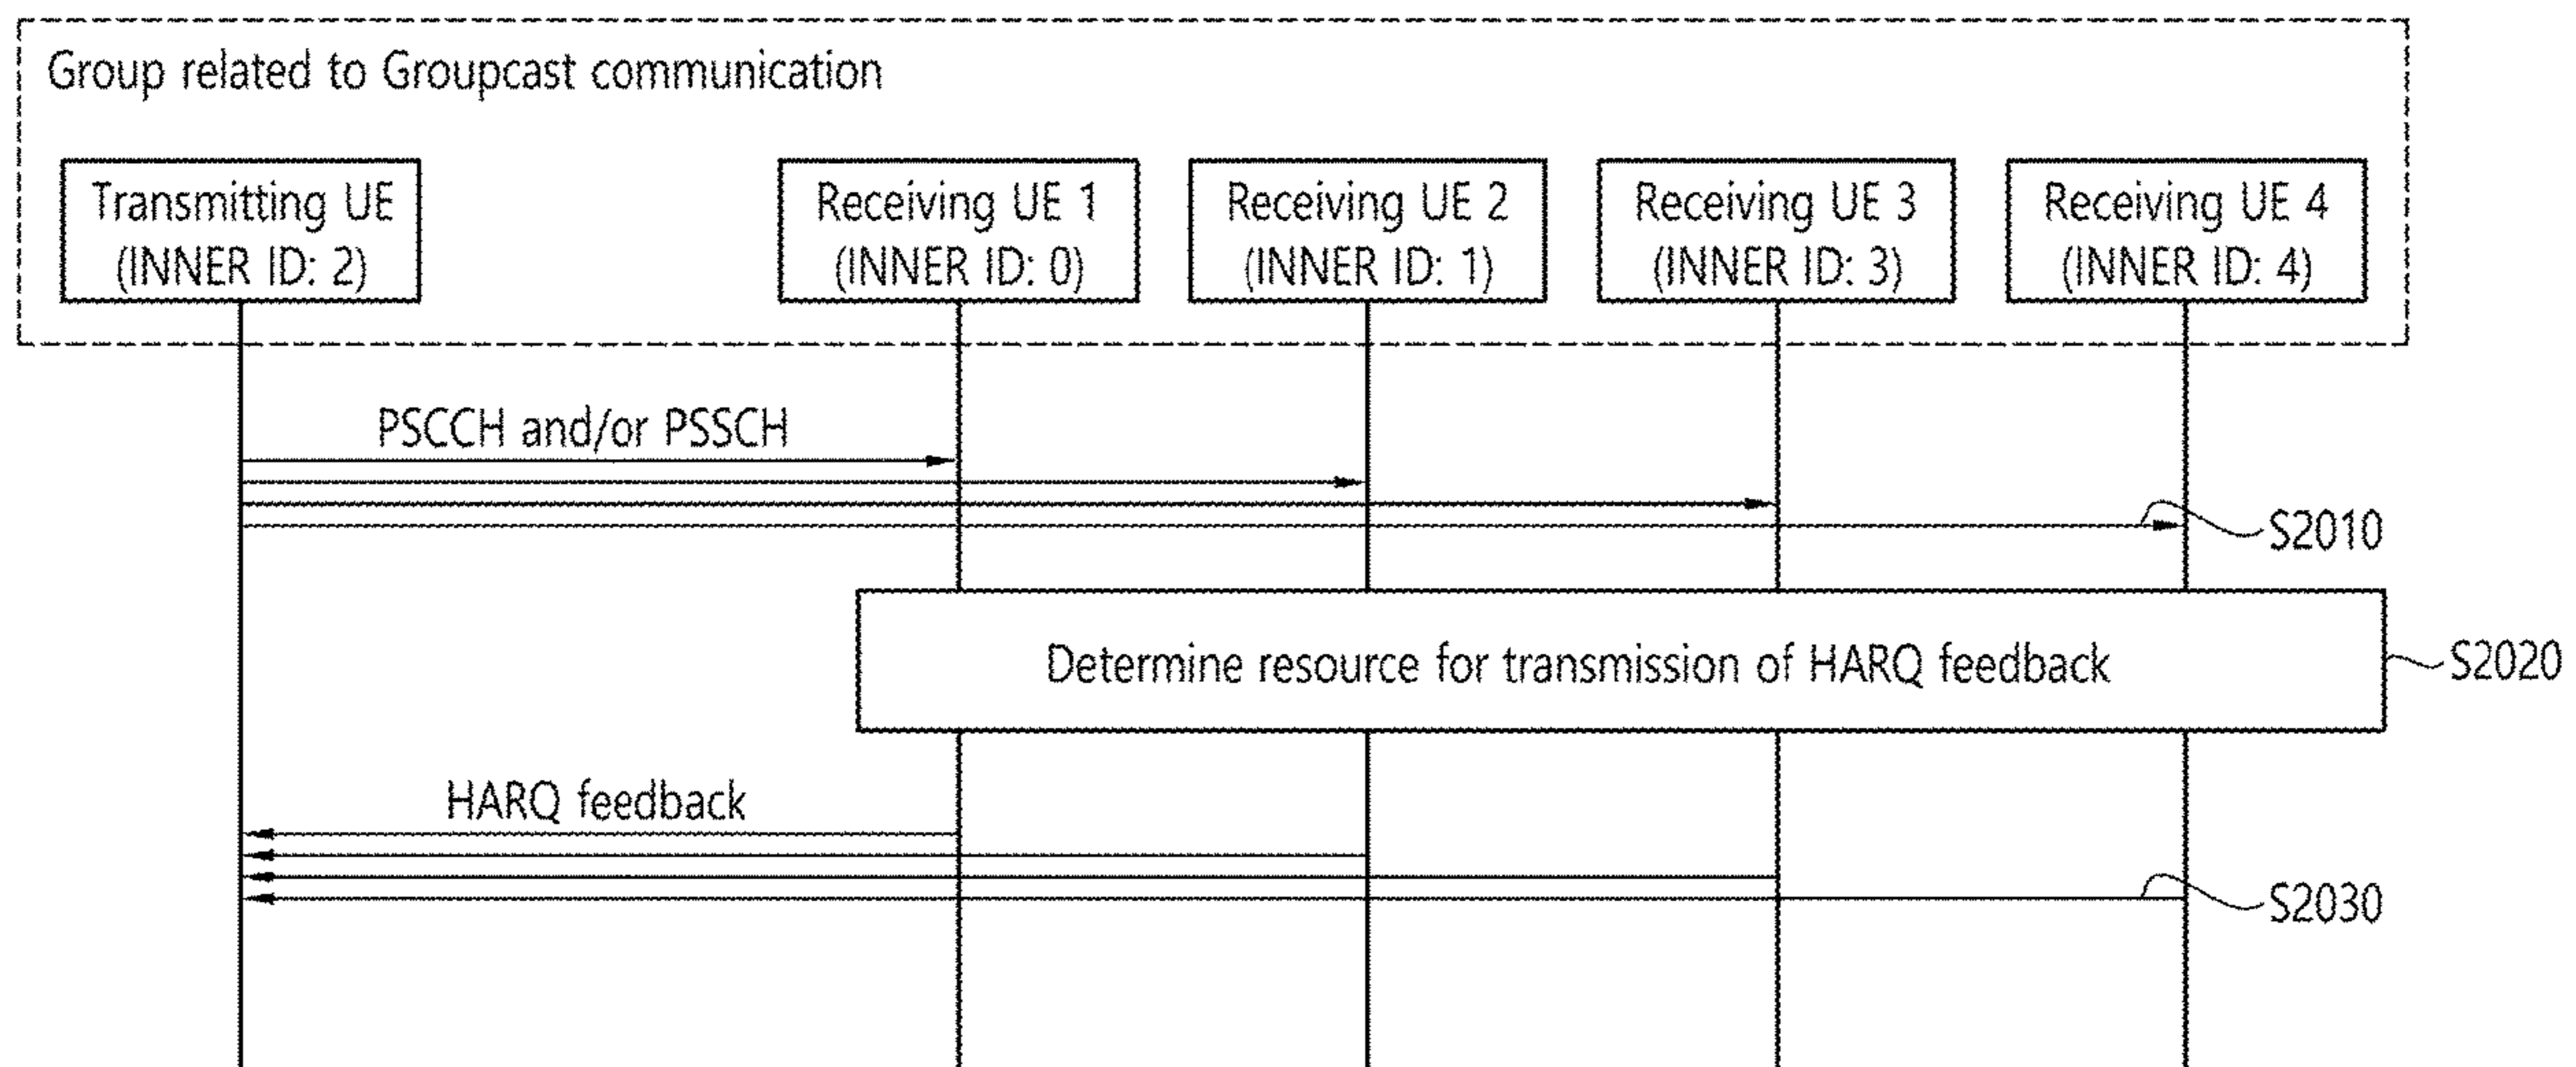 Group related to Groupcast communication
Transmitting UE
(INNER ID: 2)
Receiving UE 1
(INNER ID: 0)
Receiving UE 2
(INNER ID: 1)
Receiving UE 3
(INNER ID: 3)
Receiving UE 4
(INNER ID: 4)
PSCCH and/or PSSCH
S2010
Determine resource for transmission of HARQ feedback
S2020
HARQ feedback
S2030